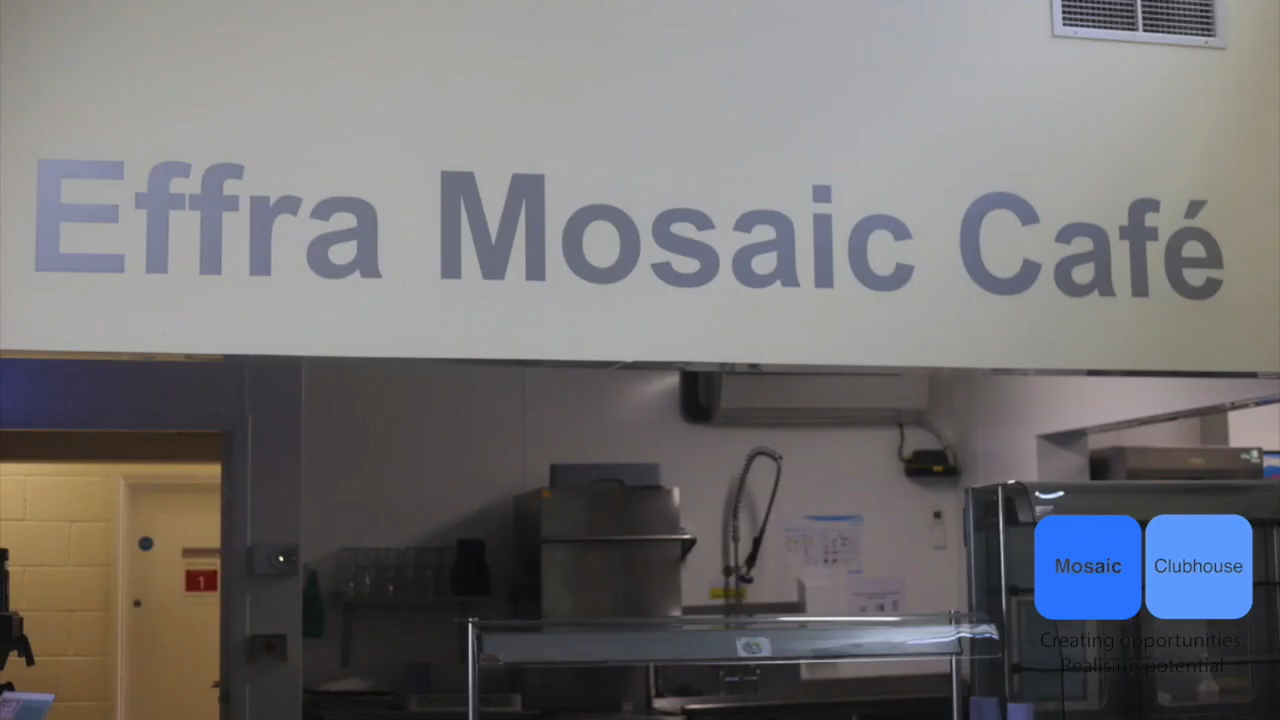 Effra Mosaic Café
1
Mosaic Clubhouse
Creating opportunities,
Realising potential